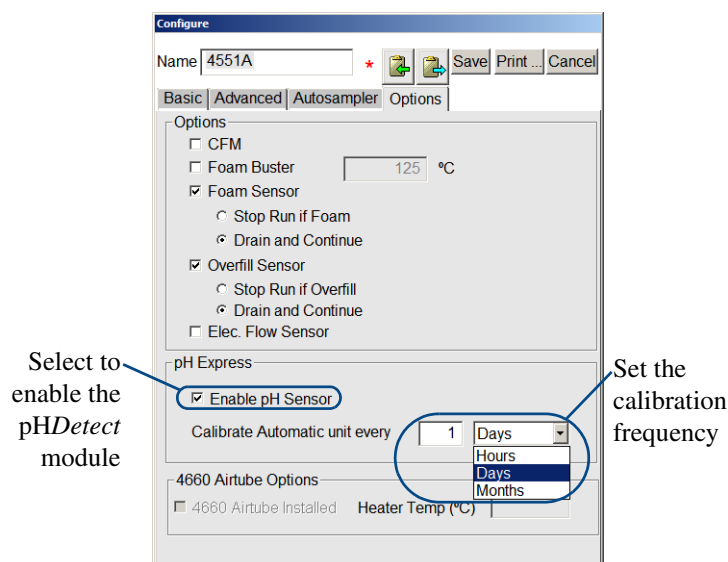 Configure
Name 4551A * Save Print ... Cancel
Basic Advanced Autosampler Options
Options
CFM
Foam Buster 125 ºC
Foam Sensor
Stop Run if Foam
Drain and Continue
Overfill Sensor
Stop Run if Overfill
Drain and Continue
Elec. Flow Sensor
Select to
enable the
pHDetect
module
pH Express
Enable pH Sensor
Calibrate Automatic unit every 1 Days
Hours
Days
Months
Set the
calibration
frequency
4660 Airtube Options
4660 Airtube Installed Heater Temp (ºC)